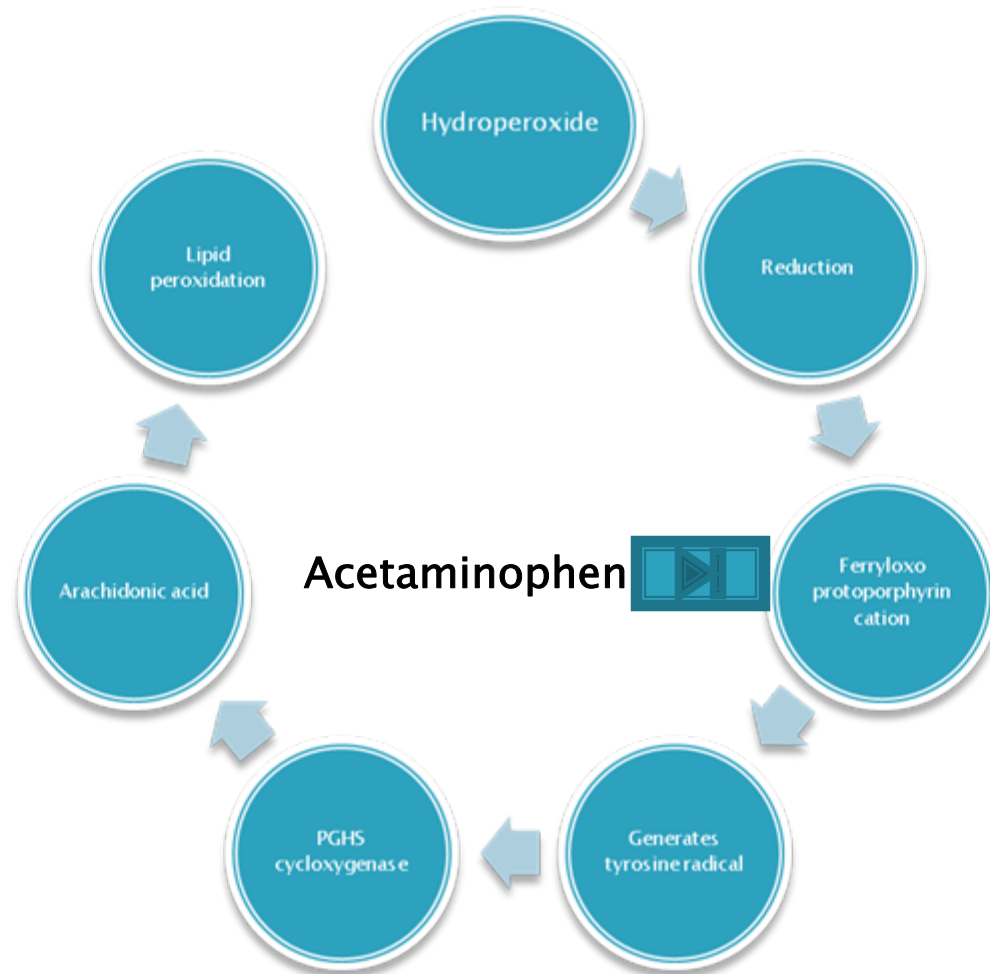 Hydroperoxide
Reduction
Ferryloxo
protoporphyrin
cation
Generates
tyrosine radical
PGHS
cycloxygenase
Arachidonic acid
Lipid
peroxidation
Acetaminophen